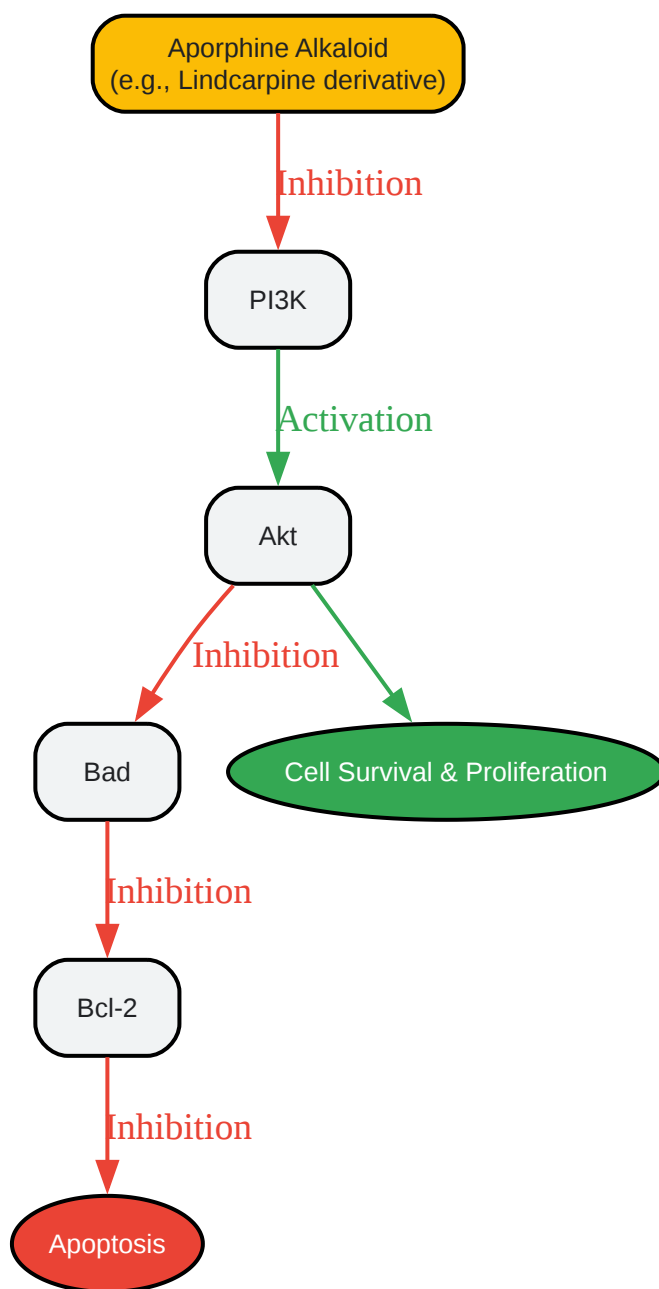 Aporphine Alkaloid
(e.g., Lindcarpine derivative)
Inhibition
PI3K
Activation
Akt
Inhibition
Bad
Cell Survival & Proliferation
Inhibition
Bcl-2
Inhibition
Apoptosis